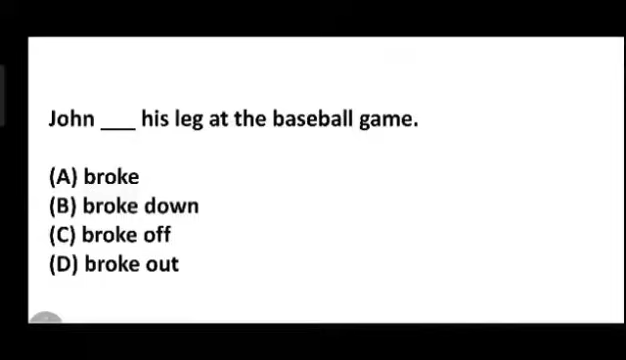 John ___ his leg at the baseball game.
(A) broke
(B) broke down
(C) broke off
(D) broke out